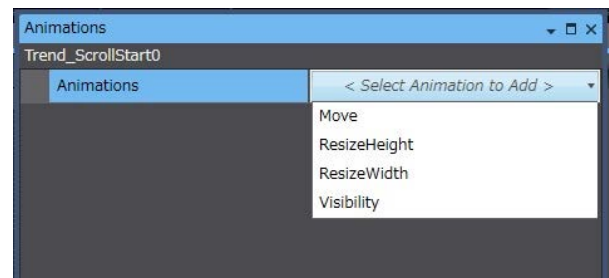 Animations
Trend_ScrollStart0
Animations < Select Animation to Add >
Move
ResizeHeight
ResizeWidth
Visibility